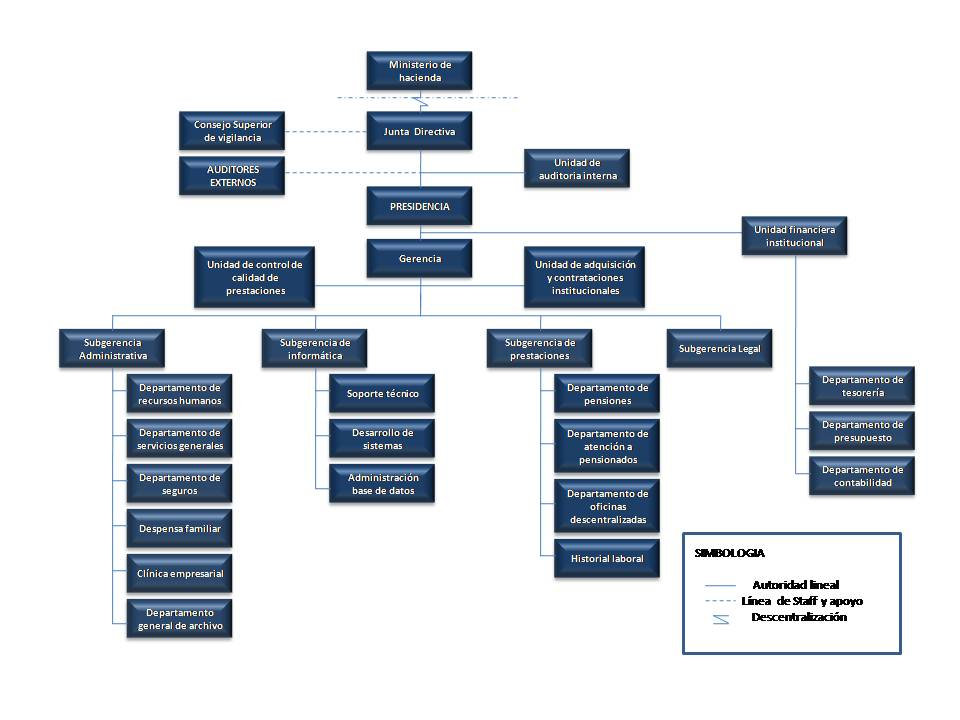 Ministerio de
hacienda
Consejo Superior
de vigilancia
Junta Directiva
AUDITORES
EXTERNOS
Unidad de
auditoria interna
PRESIDENCIA
Unidad financiera
institucional
Gerencia
Unidad de control de
calidad de
prestaciones
Unidad de adquisición
y contrataciones
institucionales
Subgerencia
Administrativa
Subgerencia de
informática
Subgerencia de
prestaciones
Subgerencia Legal
Departamento de
recursos humanos
Departamento de
servicios generales
Departamento de
seguros
Despensa familiar
Clínica empresarial
Departamento
general de archivo
Soporte técnico
Desarrollo de
sistemas
Administración
base de datos
Departamento de
pensiones
Departamento de
atención a
pensionados
Departamento de
oficinas
descentralizadas
Historial laboral
Departamento de
tesorería
Departamento de
presupuesto
Departamento de
contabilidad
SIMBOLOGIA
Autoridad lineal
Línea de Staff y apoyo
Descentralización